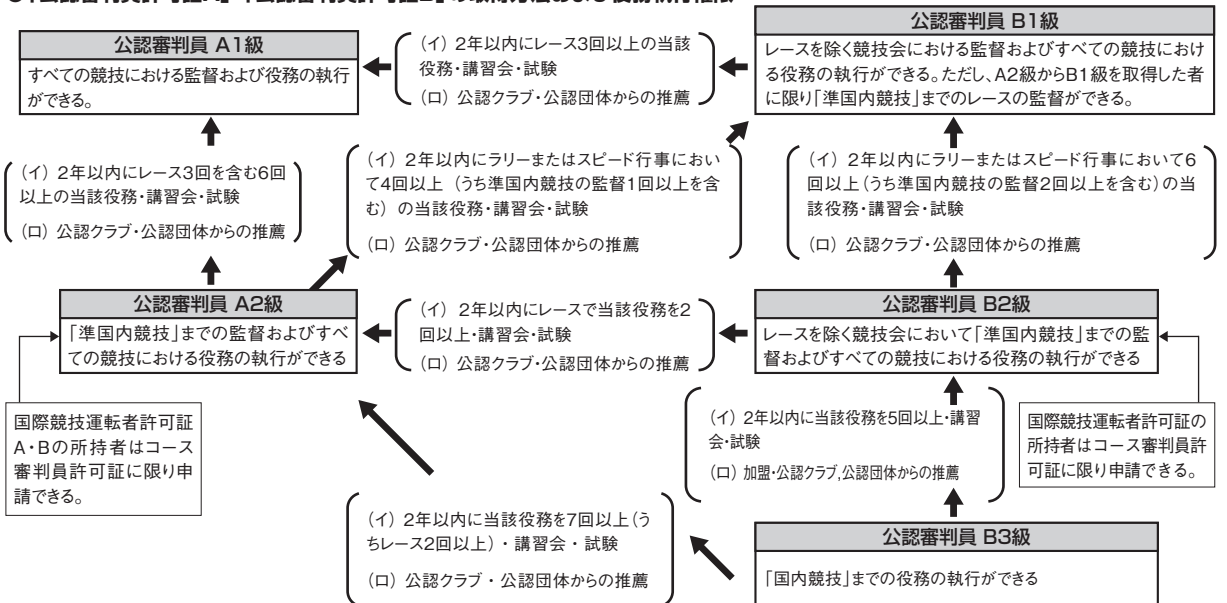 公認審判員 A1級
すべての競技における監督および役務の執行
ができる。
(イ) 2年以内にレース3回以上の当該
役務・講習会・試験
(ロ) 公認クラブ・公認団体からの推薦
公認審判員 B1級
レースを除く競技会における監督およびすべての競技におけ
る役務の執行ができる。ただし、A2級からB1級を取得した者
に限り「準国内競技」までのレースの監督ができる。
(イ) 2年以内にレース3回を含む6回
以上の当該役務・講習会・試験
(ロ) 公認クラブ・公認団体からの推薦
(イ) 2年以内にラリーまたはスピード行事におい
て4回以上 (うち準国内競技の監督1回以上を含
む) の当該役務・講習会・試験
(ロ) 公認クラブ・公認団体からの推薦
(イ) 2年以内にラリーまたはスピード行事において6
回以上(うち準国内競技の監督2回以上を含む)の当
該役務・講習会・試験
(ロ) 公認クラブ・公認団体からの推薦
公認審判員 A2級
「準国内競技」までの監督およびすべ
ての競技における役務の執行ができる
(イ) 2年以内にレースで当該役務を2
回以上・講習会・試験
(ロ) 公認クラブ・公認団体からの推薦
公認審判員 B2級
レースを除く競技会において「準国内競技」までの監
督およびすべての競技における役務の執行ができる
国際競技運転者許可証
A・Bの所持者はコース
審判員許可証に限り申
請できる。
(イ) 2年以内に当該役務を5回以上・講習
会・試験
(ロ) 加盟・公認クラブ,公認団体からの推薦
国際競技運転者許可証の
所持者はコース審判員許
可証に限り申請できる。
(イ) 2年以内に当該役務を7回以上(う
ちレース2回以上)・講習会・試験
(ロ) 公認クラブ・公認団体からの推薦
公認審判員 B3級
「国内競技」までの役務の執行ができる